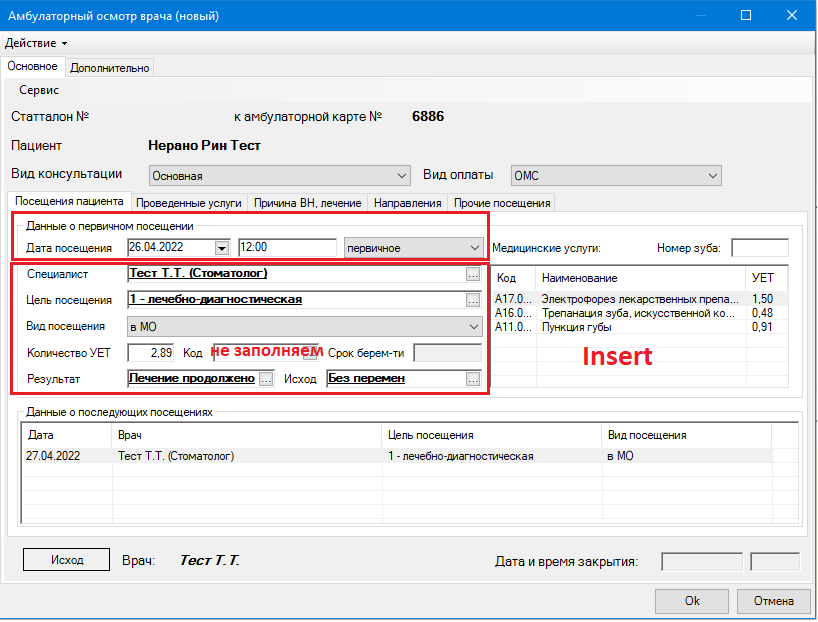 Амбулаторный осмотр врача (новый)
Действие
Основное Дополнительно
Сервис
Статталон № к амбулаторной карте № 6886
Пациент Нерано Рин Тест
Вид консультации Основная Вид оплаты ОМС
Посещения пациента Проведенные услуги Причина ВН, лечение Направления Прочие посещения
Данные о первичном посещении
Дата посещения 26.04.2022 12:00 первичное Медицинские услуги: Номер зуба:
Специалист Тест Т.Т. (Стоматолог) ... Код Наименование УЕТ
Цель посещения 1 - лечебно-диагностическая ... A17.0... Электрофорез лекарственных препа... 1,50
A16.0... Трепанация зуба, искусственной ко... 0,48
Вид посещения в МО A11.0... Пункция губы 0,91
Количество УЕТ 2,89 Код не заполняем Срок берем-ти
Insert
Результат Лечение продолжено ... Исход Без перемен ...
Данные о последующих посещениях
Дата Врач Цель посещения Вид посещения
27.04.2022 Тест Т.Т. (Стоматолог) 1 - лечебно-диагностическая в МО
Исход Врач: Тест Т.Т. Дата и время закрытия:
Ok Отмена